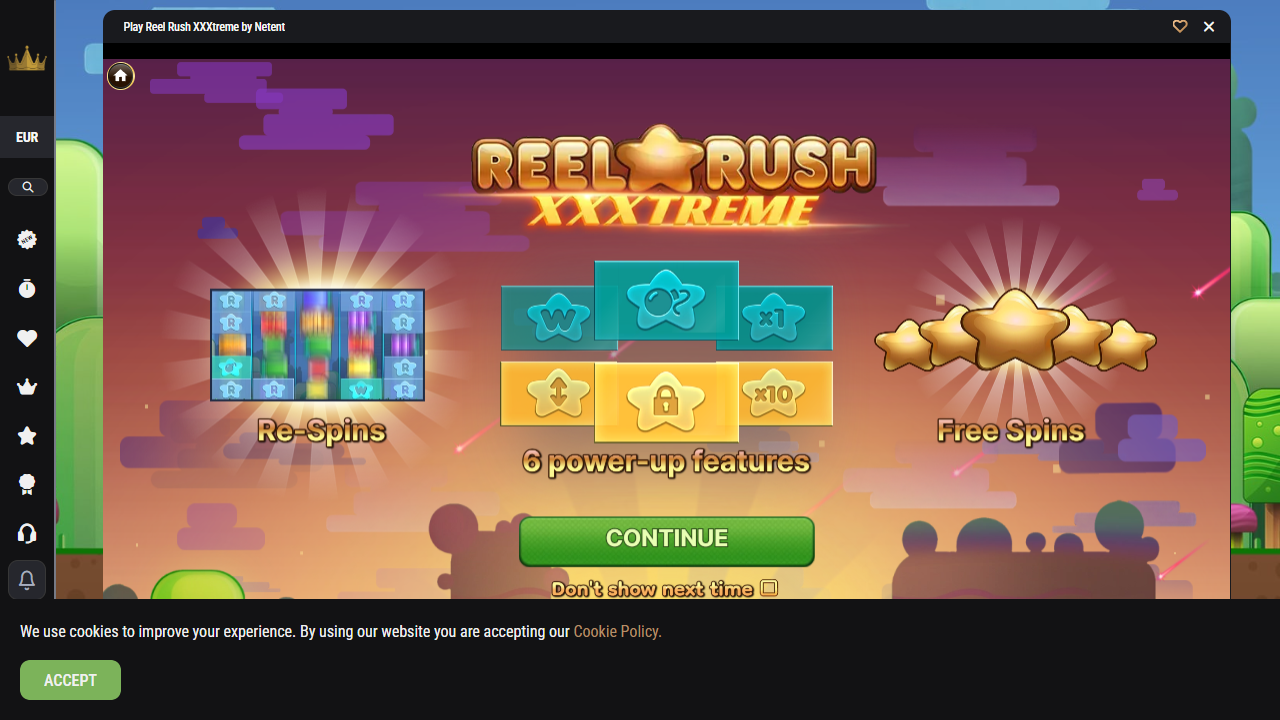 Play Reel Rush XXXtreme by Netent
EUR
NEW
REEL RUSH
XXXTREME
R R R R
R R
R
R R R W R
W x1
x10
Re-Spins
6 power-up features
Free Spins
CONTINUE
Don't show next time
We use cookies to improve your experience. By using our website you are accepting our Cookie Policy.
ACCEPT